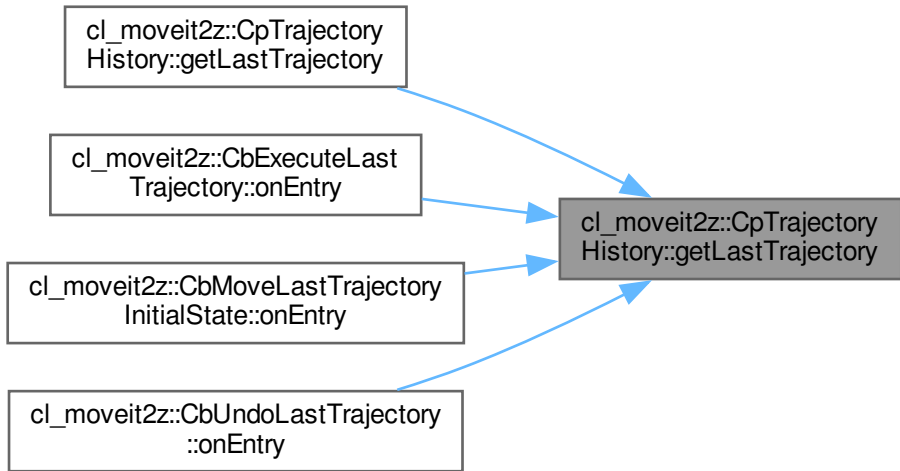 cl_moveit2z::CpTrajectory
History::getLastTrajectory
cl_moveit2z::CbExecuteLast
Trajectory::onEntry
cl_moveit2z::CpTrajectory
History::getLastTrajectory
cl_moveit2z::CbMoveLastTrajectory
InitialState::onEntry
cl_moveit2z::CbUndoLastTrajectory
::onEntry